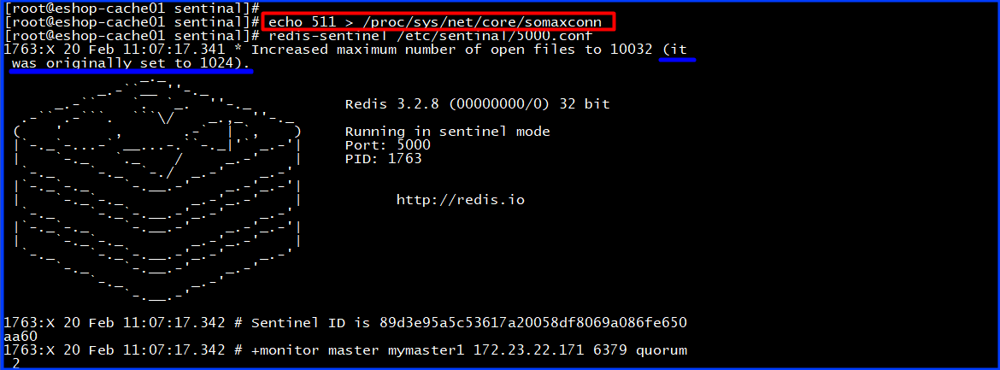 [root@eshop-cache01 sentinal]#
[root@eshop-cache01 sentinal]# echo 511 > /proc/sys/net/core/somaxconn
[root@eshop-cache01 sentinal]# redis-sentinel /etc/sentinal/5000.conf
1763:X 20 Feb 11:07:17.341 * Increased maximum number of open files to 10032 (it
was originally set to 1024).
Redis 3.2.8 (00000000/0) 32 bit
Running in sentinel mode
Port: 5000
PID: 1763
http://redis.io
1763:X 20 Feb 11:07:17.342 # Sentinel ID is 89d3e95a5c53617a20058df8069a086fe650
aa60
1763:X 20 Feb 11:07:17.342 # +monitor master mymaster1 172.23.22.171 6379 quorum
2